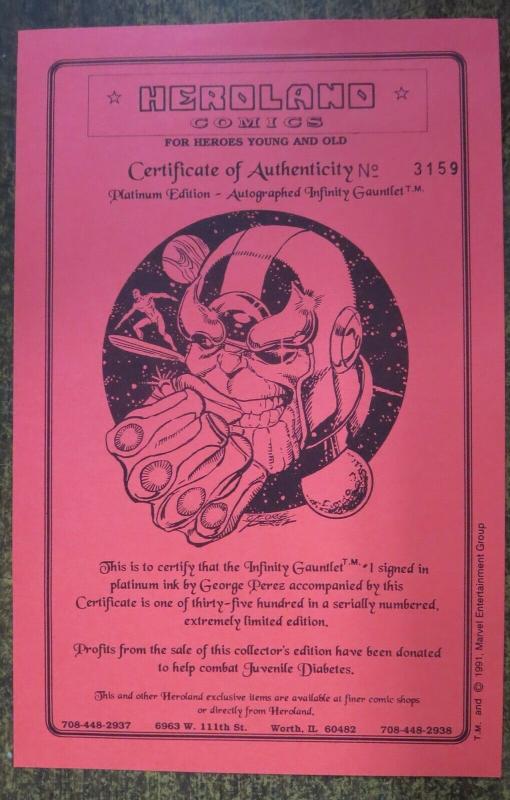 HEROLAND
COMICS
FOR HEROES YOUNG AND OLD
Certificate of Authenticity Nº 3159
Platinum Edition - Autographed Infinity Gauntlet T.M.
GEORGE PEREZ
This is to certify that the Infinity Gauntlet T.M. #1 signed in
platinum ink by George Perez accompanied by this
Certificate is one of thirty-five hundred in a serially numbered,
extremely limited edition.
Profits from the sale of this collector's edition have been donated
to help combat Juvenile Diabetes.
This and other Heroland exclusive items are available at finer comic shops
or directly from Heroland.
708-448-2937 6963 W. 111th St. Worth, IL 60482 708-448-2938
T.M. and © 1991, Marvel Entertainment Group